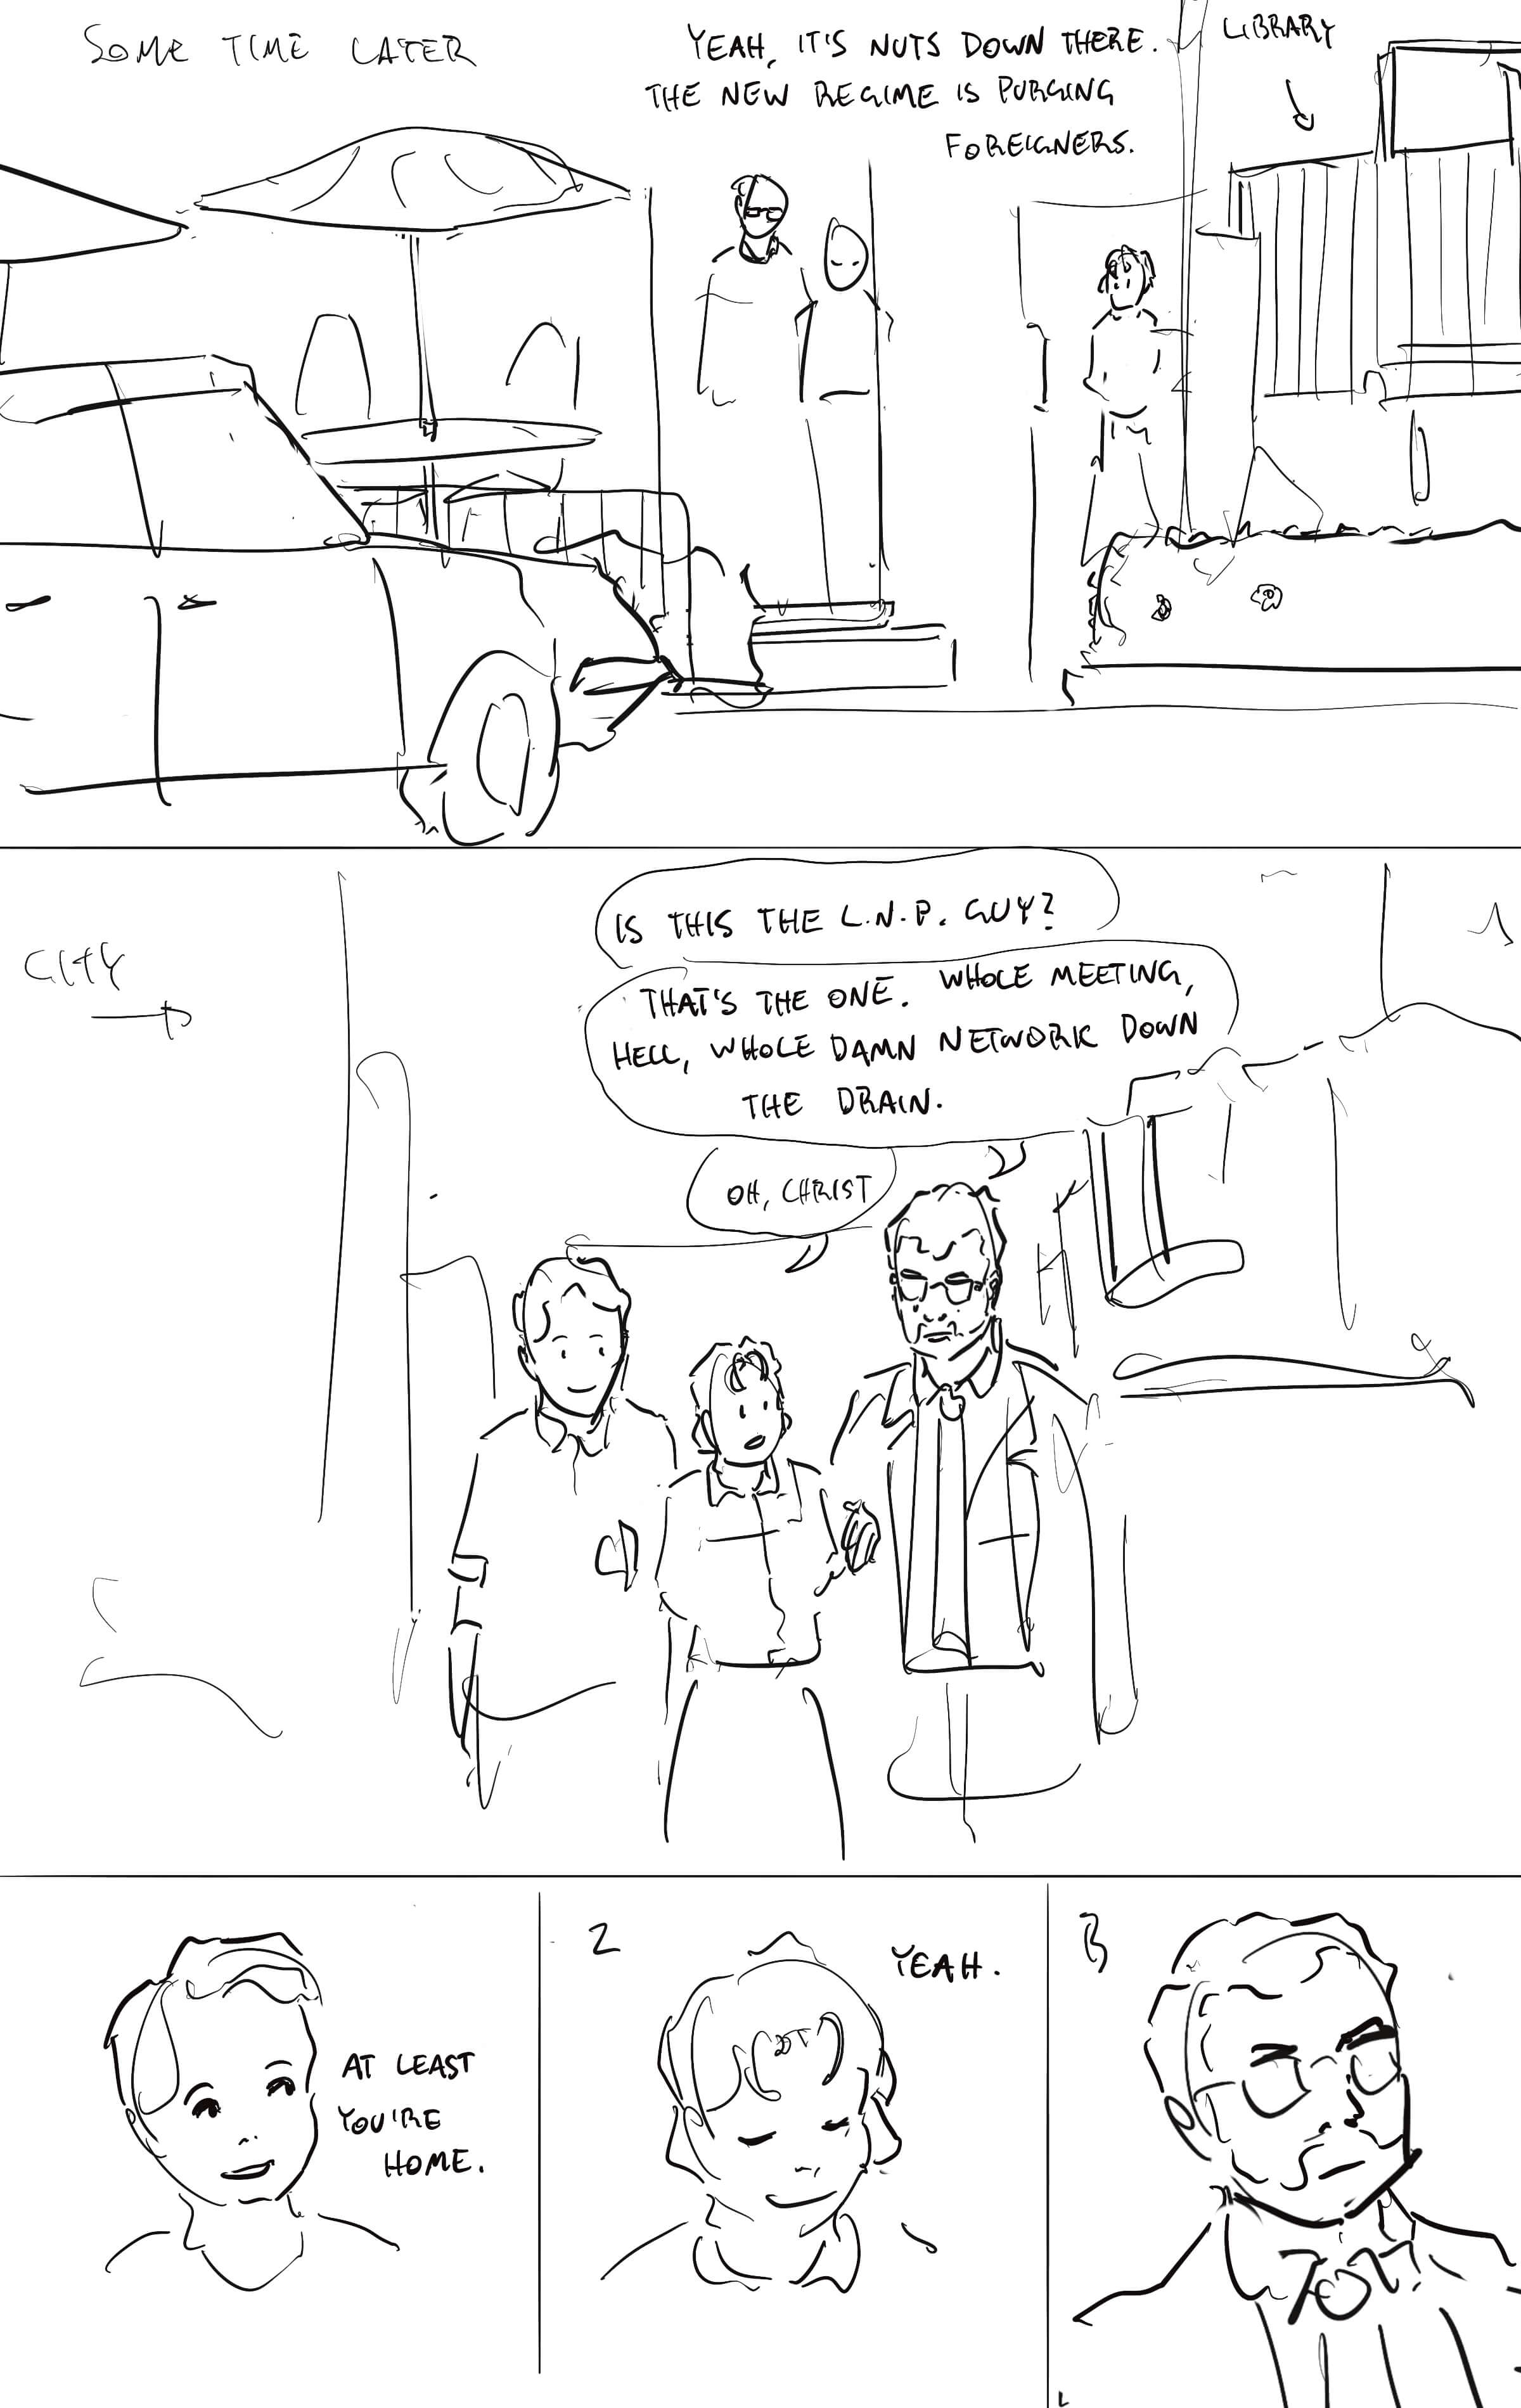 SOME TIME LATER
YEAH, IT'S NUTS DOWN THERE.
THE NEW REGIME IS PURGING
FOREIGNERS.
LIBRARY
CITY
IS THIS THE L.N.P. GUY?
THAT'S THE ONE. WHOLE MEETING,
HELL, WHOLE DAMN NETWORK DOWN
THE DRAIN.
OH, CHRIST
AT LEAST
YOU'RE
HOME.
2
YEAH.
3